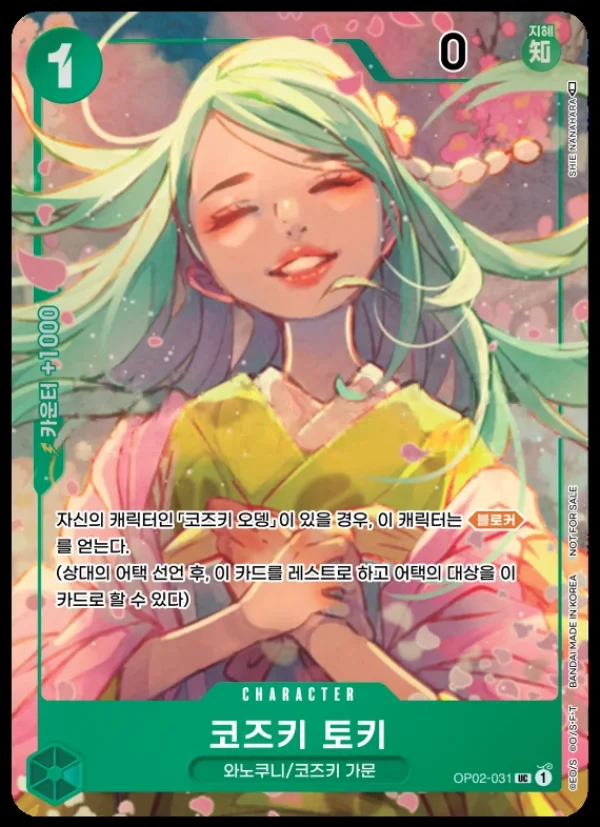 1
0
지혜
知
SHIE NANAHARA
카운터 +1000
자신의 캐릭터인 「코즈키 오뎅」이 있을 경우, 이 캐릭터는 블로커
를 얻는다.
(상대의 어택 선언 후, 이 카드를 레스트로 하고 어택의 대상을 이
카드로 할 수 있다)
CHARACTER
코즈키 토키
와노쿠니/코즈키 가문
OP02-031 UC 1
©EO/S ©O/S·F·T BANDAI MADE IN KOREA NOT FOR SALE